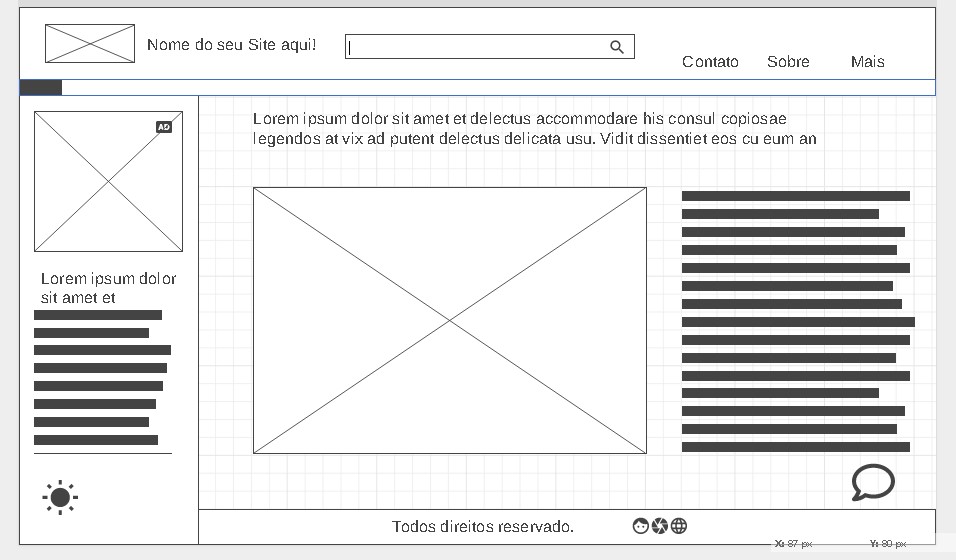 Nome do seu Site aqui!
Contato Sobre Mais
AD
Lorem ipsum dolor sit amet et delectus accommodare his consul copiosae
legendos at vix ad putent delectus delicata usu. Vidit dissentiet eos cu eum an
Lorem ipsum dolor
sit amet et
Todos direitos reservado.
X: 87 px Y: 80 px